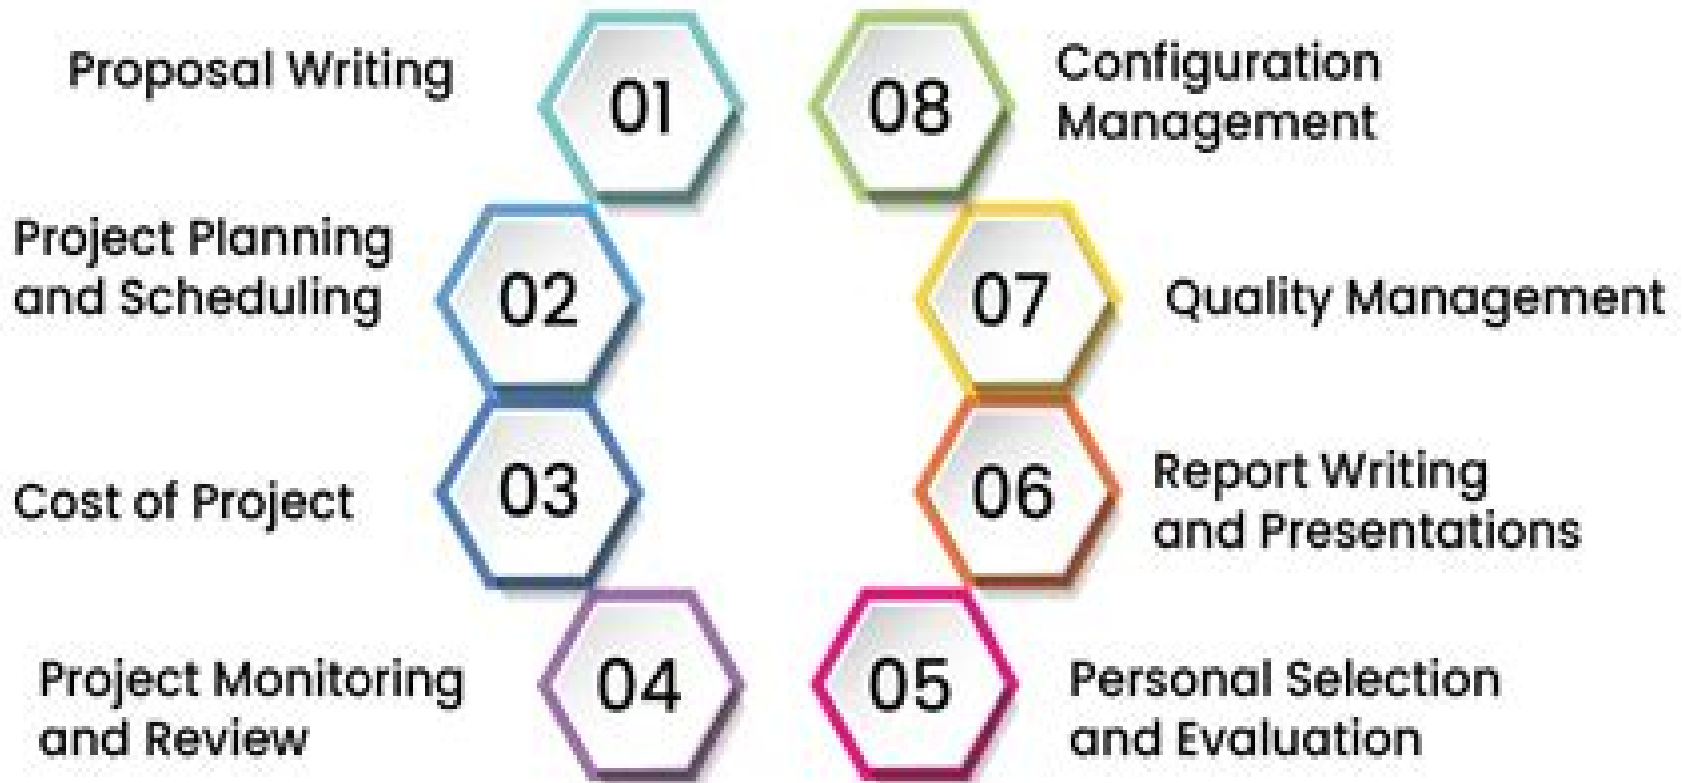 Proposal Writing
01
Project Planning
and Scheduling
02
Cost of Project
03
Project Monitoring
and Review
04
05
Personal Selection
and Evaluation
06
Report Writing
and Presentations
07
Quality Management
08
Configuration
Management